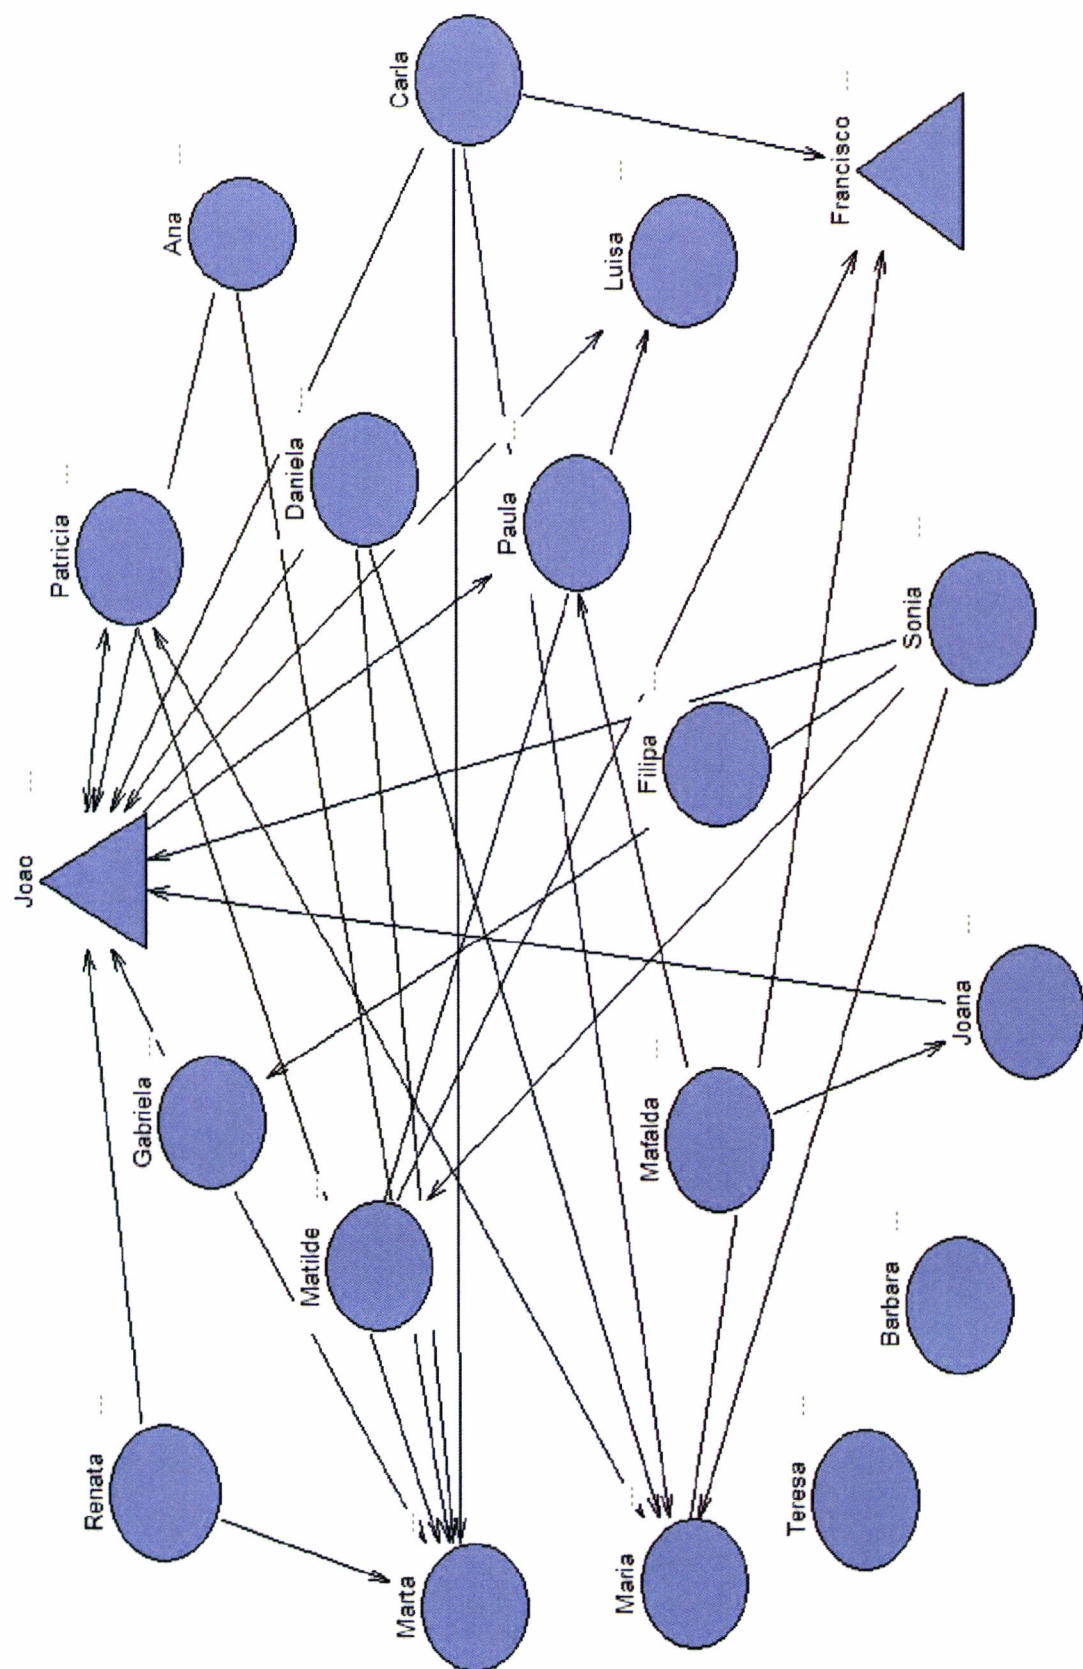 Joao
Patricia
Renata
Gabriela
Ana
Daniela
Matilde
Carla
Marta
Paula
Luisa
Maria
Mafalda
Filipa
Teresa
Francisco
Barbara
Sonia
Joana